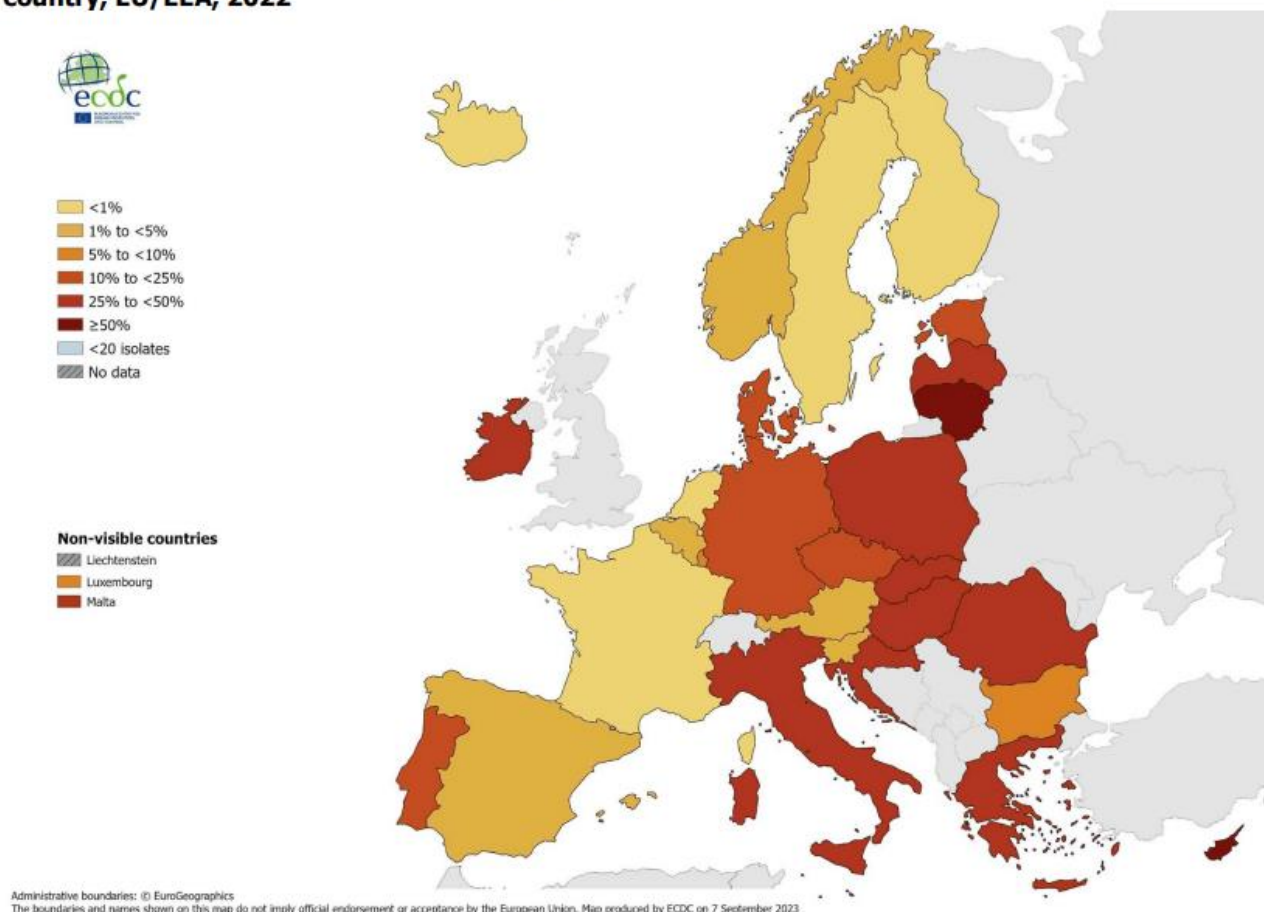 country, EU/EEA, 2022
ecdc
<1%
1% to <5%
5% to <10%
10% to <25%
25% to <50%
≥50%
<20 isolates
No data
Non-visible countries
Liechtenstein
Luxembourg
Malta
Administrative boundaries: © EuroGeographics
The boundaries and names shown on this map do not imply official endorsement or acceptance by the European Union. Map produced by ECDC on 7 September 2023